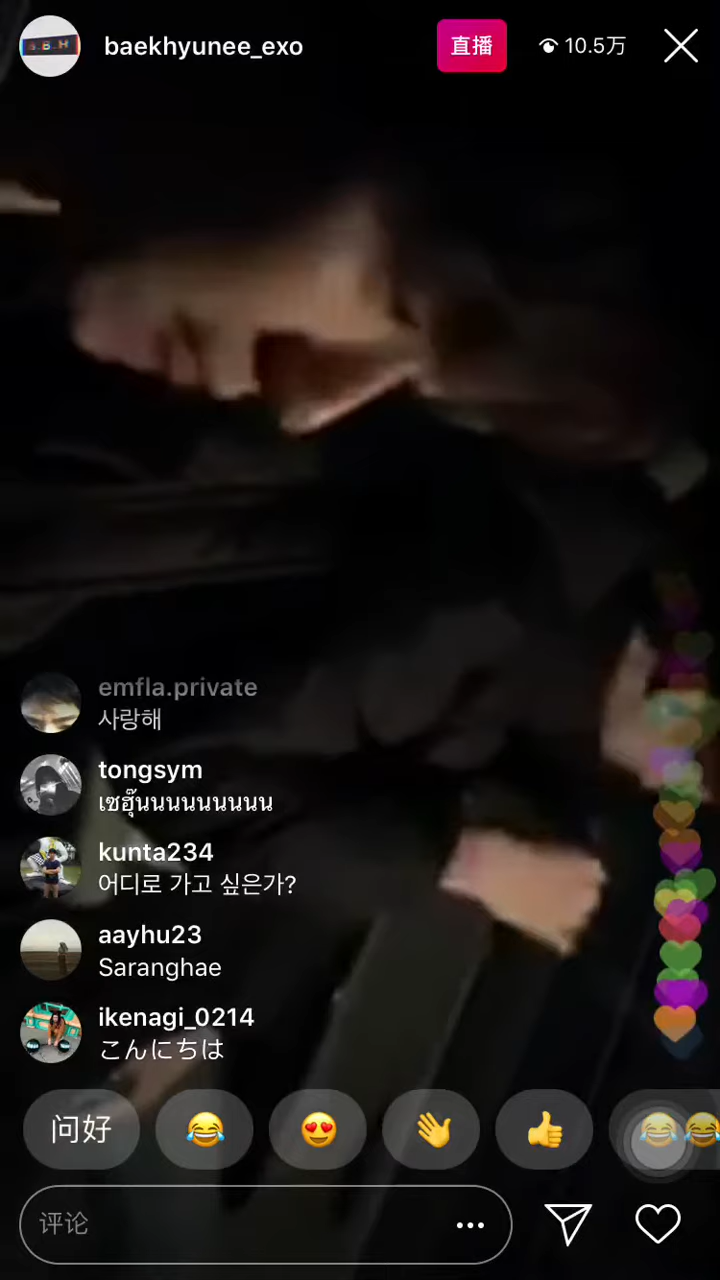 baekhyunee_exo
直播
10.5万
emfla.private
사랑해
tongsym
เซฮุ๊นนนนนนนนนน
kunta234
어디로 가고 싶은가?
aayhu23
Saranghae
ikenagi_0214
こんにちは
问好
评论